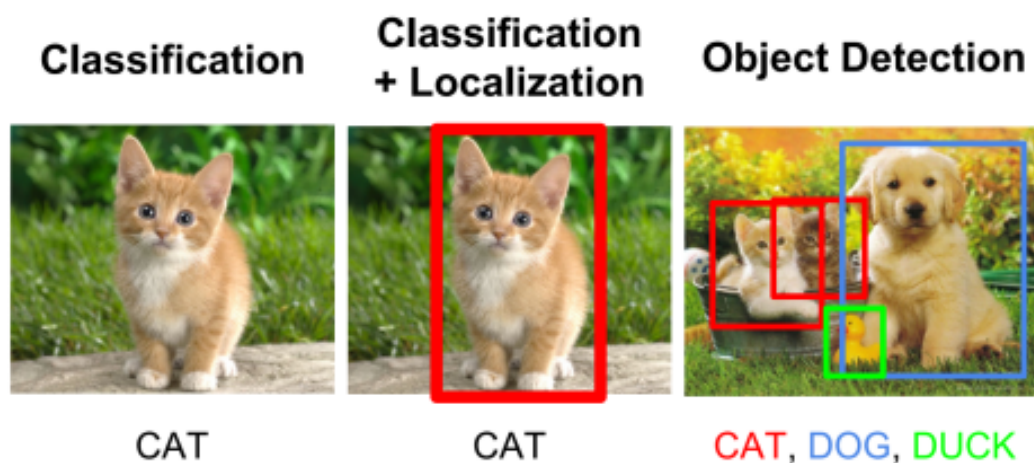 Classification
Classification
+ Localization
Object Detection
CAT
CAT
CAT, DOG, DUCK